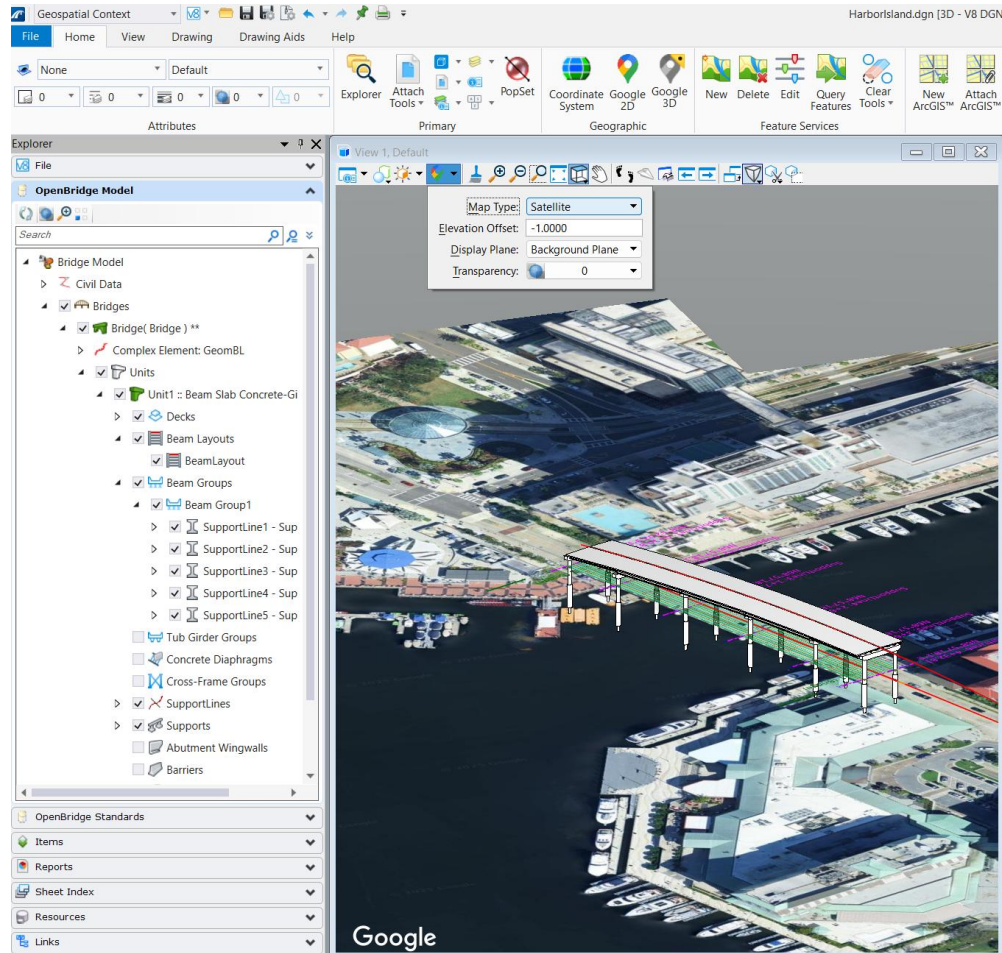 Geospatial Context
HarborIsland.dgn [3D - V8 DGN
File Home View Drawing Drawing Aids Help
None Default
0 0 0 0 0
Attributes
Explorer Attach Tools PopSet
Primary
Coordinate System Google 2D Google 3D
Geographic
New Delete Edit Query Features Clear Tools
Feature Services
New ArcGIS™ Attach ArcGIS™
Explorer
File
OpenBridge Model
Search
Bridge Model
Civil Data
Bridges
Bridge( Bridge ) **
Complex Element: GeomBL
Units
Unit1 :: Beam Slab Concrete-Gi
Decks
Beam Layouts
BeamLayout
Beam Groups
Beam Group1
SupportLine1 - Sup
SupportLine2 - Sup
SupportLine3 - Sup
SupportLine4 - Sup
SupportLine5 - Sup
Tub Girder Groups
Concrete Diaphragms
Cross-Frame Groups
SupportLines
Supports
Abutment Wingwalls
Barriers
OpenBridge Standards
Items
Reports
Sheet Index
Resources
Links
View 1, Default
Map Type: Satellite
Elevation Offset: -1.0000
Display Plane: Background Plane
Transparency: 0
Google